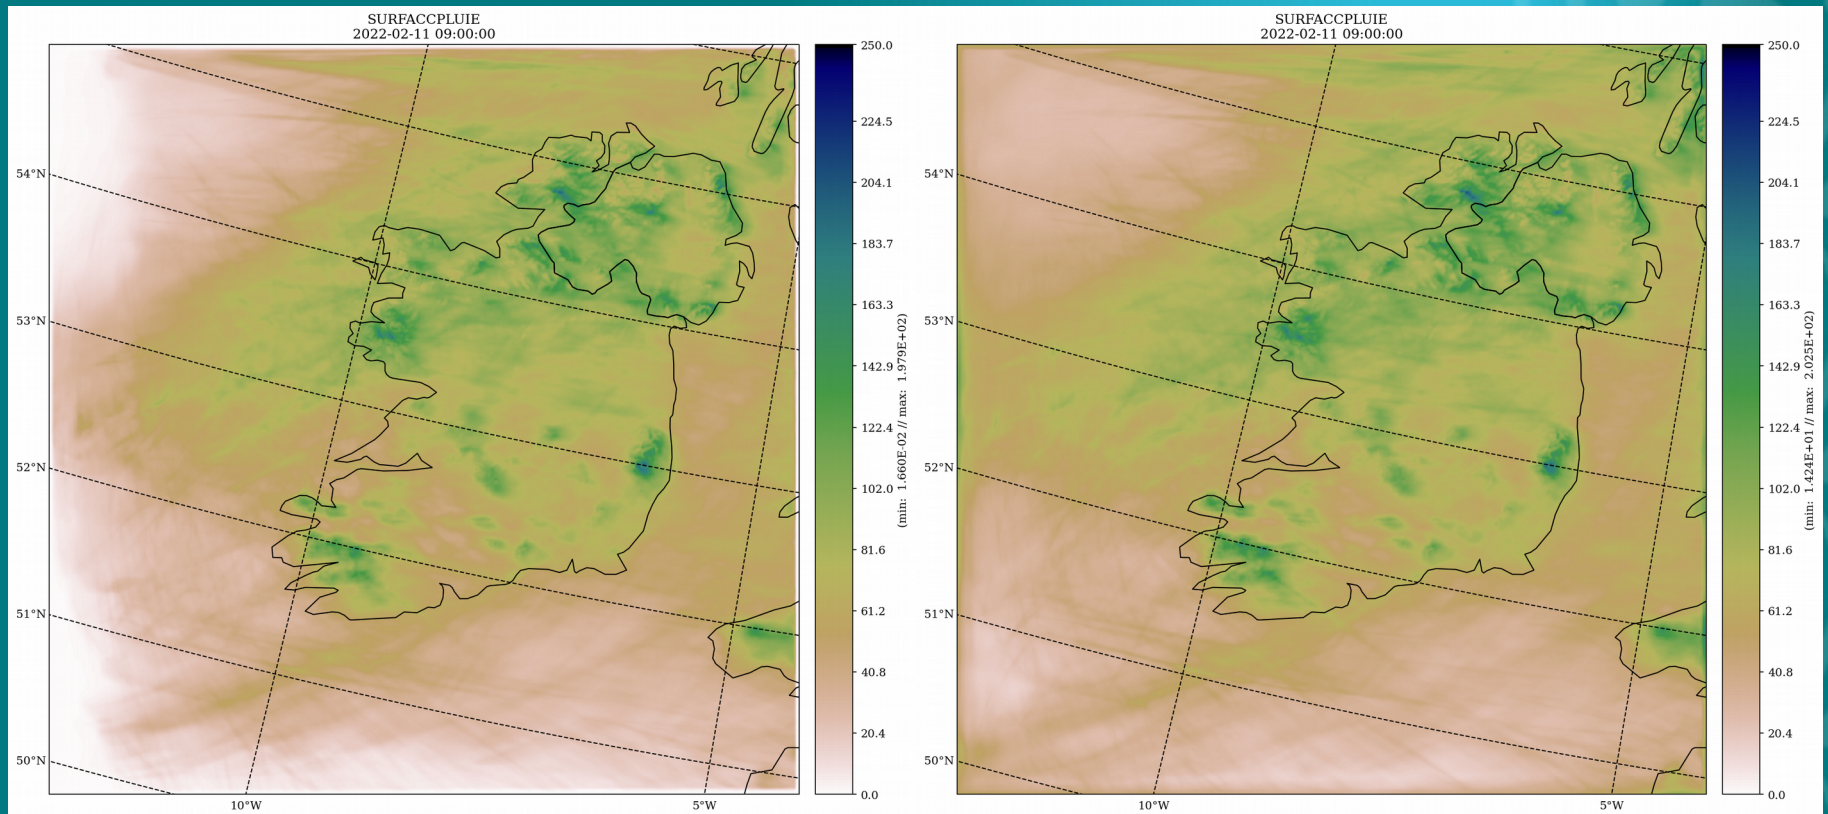 SURFACCPLUIE
2022-02-11 09:00:00
54°N
53°N
52°N
51°N
50°N
10°W
5°W
250.0
224.5
204.1
183.7
163.3
142.9
122.4
102.0
81.6
61.2
40.8
20.4
0.0
(min: 1.660E-02 // max: 1.979E+02)
SURFACCPLUIE
2022-02-11 09:00:00
54°N
53°N
52°N
51°N
50°N
10°W
5°W
250.0
224.5
204.1
183.7
163.3
142.9
122.4
102.0
81.6
61.2
40.8
20.4
0.0
(min: 1.424E+01 // max: 2.025E+02)